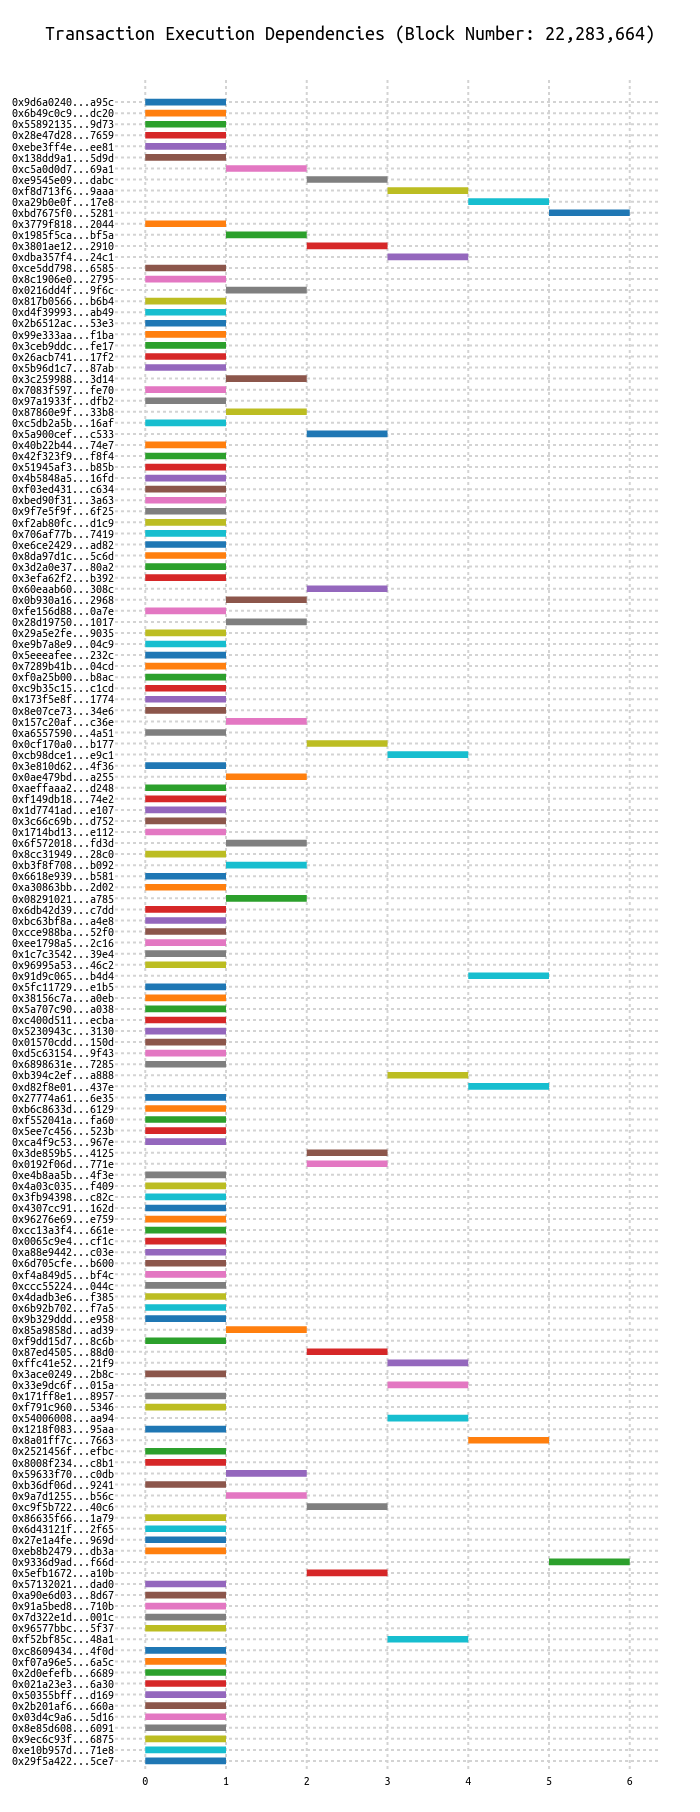 Transaction Execution Dependencies (Block Number: 22,283,664)
0x9d6a0240...a95c
0x6b49c0c9...dc20
0x55892135...9d73
0x28e47d28...7659
0xebe3ff4e...ee81
0x138dd9a1...5d9d
0xc5a0d0d7...69a1
0xe9545e09...dabc
0xf8d713f6...9aaa
0xa29b0e0f...17e8
0xbd7675f0...5281
0x3779f818...2044
0x1985f5ca...bf5a
0x3801ae12...2910
0xdba357f4...24c1
0xce5dd798...6585
0x8c1906e0...2795
0x0216dd4f...9f6c
0x817b0566...b6b4
0xd4f39993...ab49
0x2b6512ac...53e3
0x99e333aa...f1ba
0x3ceb9ddc...fe17
0x26acb741...17f2
0x5b96d1c7...87ab
0x3c259988...3d14
0x7083f597...fe70
0x97a1933f...dfb2
0x87860e9f...33b8
0xc5db2a5b...16af
0x5a900cef...c533
0x40b22b44...74e7
0x42f323f9...f8f4
0x51945af3...b85b
0x4b5848a5...16fd
0xf03ed431...c634
0xbed90f31...3a63
0x9f7e5f9f...6f25
0xf2ab80fc...d1c9
0x706af77b...7419
0xe6ce2429...ad82
0x8da97d1c...5c6d
0x3d2a0e37...80a2
0x3efa62f2...b392
0x60eaab60...308c
0x0b930a16...2968
0xfe156d88...0a7e
0x28d19750...1017
0x29a5e2fe...9035
0xe9b7a8e9...04c9
0x5eeeafee...232c
0x7289b41b...04cd
0xf0a25b00...b8ac
0xc9b35c15...c1cd
0x173f5e8f...1774
0x8e07ce73...34e6
0x157c20af...c36e
0xa6557590...4a51
0x0cf170a0...b177
0xcb98dce1...e9c1
0x3e810d62...4f36
0x0ae479bd...a255
0xaeffaaa2...d248
0xf149db18...74e2
0x1d7741ad...e107
0x3c66c69b...d752
0x1714bd13...e112
0x6f572018...fd3d
0x8cc31949...28c0
0xb3f8f708...b092
0x6618e939...b581
0xa30863bb...2d02
0x08291021...a785
0x6db42d39...c7dd
0xbc63bf8a...a4e8
0xcce988ba...52f0
0xee1798a5...2c16
0x1c7c3542...39e4
0x96995a53...46c2
0x91d9c065...b4d4
0x5fc11729...e1b5
0x38156c7a...a0eb
0x5a707c90...a038
0xc400d511...ecba
0x5230943c...3130
0x01570cdd...150d
0xd5c63154...9f43
0x6898631e...7285
0xb394c2ef...a888
0xd82f8e01...437e
0x27774a61...6e35
0xb6c8633d...6129
0xf552041a...fa60
0x5ee7c456...523b
0xca4f9c53...967e
0x3de859b5...4125
0x0192f06d...771e
0xe4b8aa5b...4f3e
0x4a03c035...f409
0x3fb94398...c82c
0x4307cc91...162d
0x96276e69...e759
0xcc13a3f4...661e
0x0065c9e4...cf1c
0xa88e9442...c03e
0x6d705cfe...b600
0xf4a849d5...bf4c
0xccc55224...044c
0x4dadb3e6...f385
0x6b92b702...f7a5
0x9b329ddd...e958
0x85a9858d...ad39
0xf9dd15d7...8c6b
0x87ed4505...88d0
0xffc41e52...21f9
0x3ace0249...2b8c
0x33e9dc6f...015a
0x171ff8e1...8957
0xf791c960...5346
0x54006008...aa94
0x1218f083...95aa
0x8a01ff7c...7663
0x2521456f...efbc
0x8008f234...c8b1
0x59633f70...c0db
0xb36df06d...9241
0x9a7d1255...b56c
0xc9f5b722...40c6
0x86635f66...1a79
0x6d43121f...2f65
0x27e1a4fe...969d
0xeb8b2479...db3a
0x9336d9ad...f66d
0x5efb1672...a10b
0x57132021...dad0
0xa90e6d03...8d67
0x91a5bed8...710b
0x7d322e1d...001c
0x96577bbc...5f37
0xf52bf85c...48a1
0xc8609434...4f0d
0xf07a96e5...6a5c
0x2d0efefb...6689
0x021a23e3...6a30
0x50355bff...d169
0x2b201af6...660a
0x03d4c9a6...5d16
0x8e85d608...6091
0x9ec6c93f...6875
0xe10b957d...71e8
0x29f5a422...5ce7
0 1 2 3 4 5 6